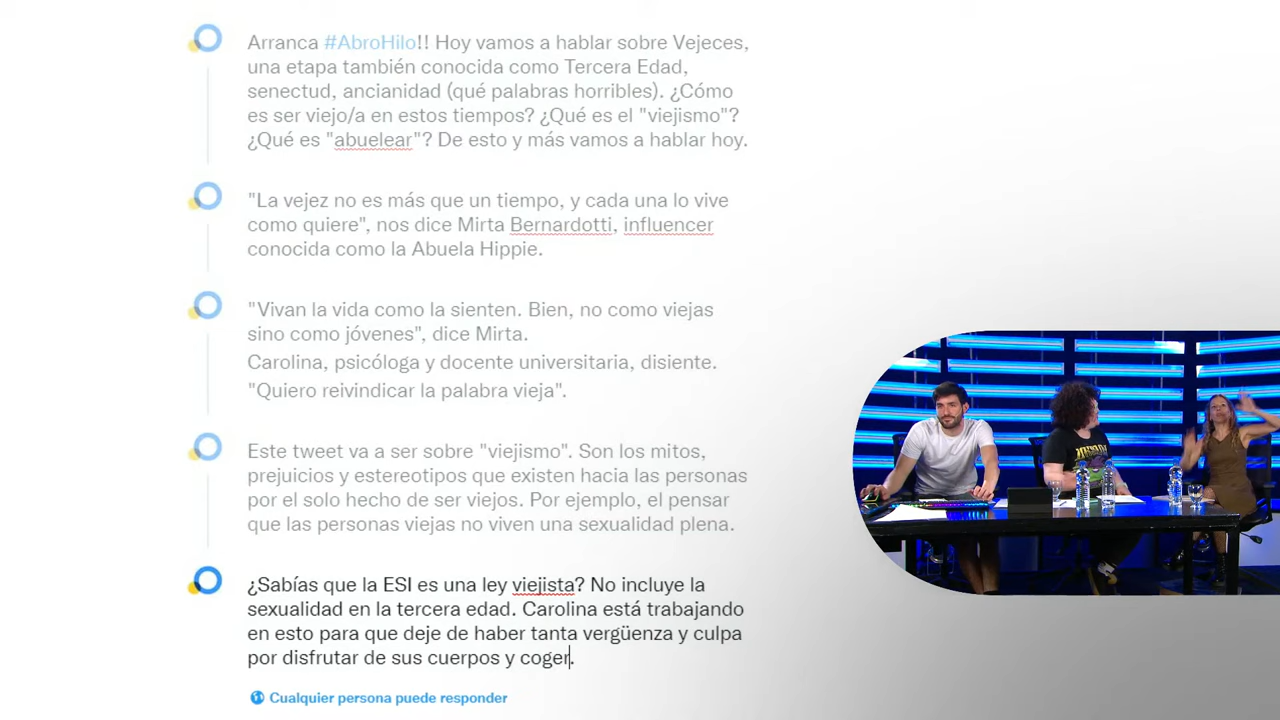 Arranca #AbroHilo!! Hoy vamos a hablar sobre Vejeces,
una etapa también conocida como Tercera Edad,
senectud, ancianidad (qué palabras horribles). ¿Cómo
es ser viejo/a en estos tiempos? ¿Qué es el "viejismo"?
¿Qué es "abuelear"? De esto y más vamos a hablar hoy.
"La vejez no es más que un tiempo, y cada una lo vive
como quiere", nos dice Mirta Bernardotti, influencer
conocida como la Abuela Hippie.
"Vivan la vida como la sienten. Bien, no como viejas
sino como jóvenes", dice Mirta.
Carolina, psicóloga y docente universitaria, disiente.
"Quiero reivindicar la palabra vieja".
Este tweet va a ser sobre "viejismo". Son los mitos,
prejuicios y estereotipos que existen hacia las personas
por el solo hecho de ser viejos. Por ejemplo, el pensar
que las personas viejas no viven una sexualidad plena.
¿Sabías que la ESI es una ley viejista? No incluye la
sexualidad en la tercera edad. Carolina está trabajando
en esto para que deje de haber tanta vergüenza y culpa
por disfrutar de sus cuerpos y coger.
Cualquier persona puede responder